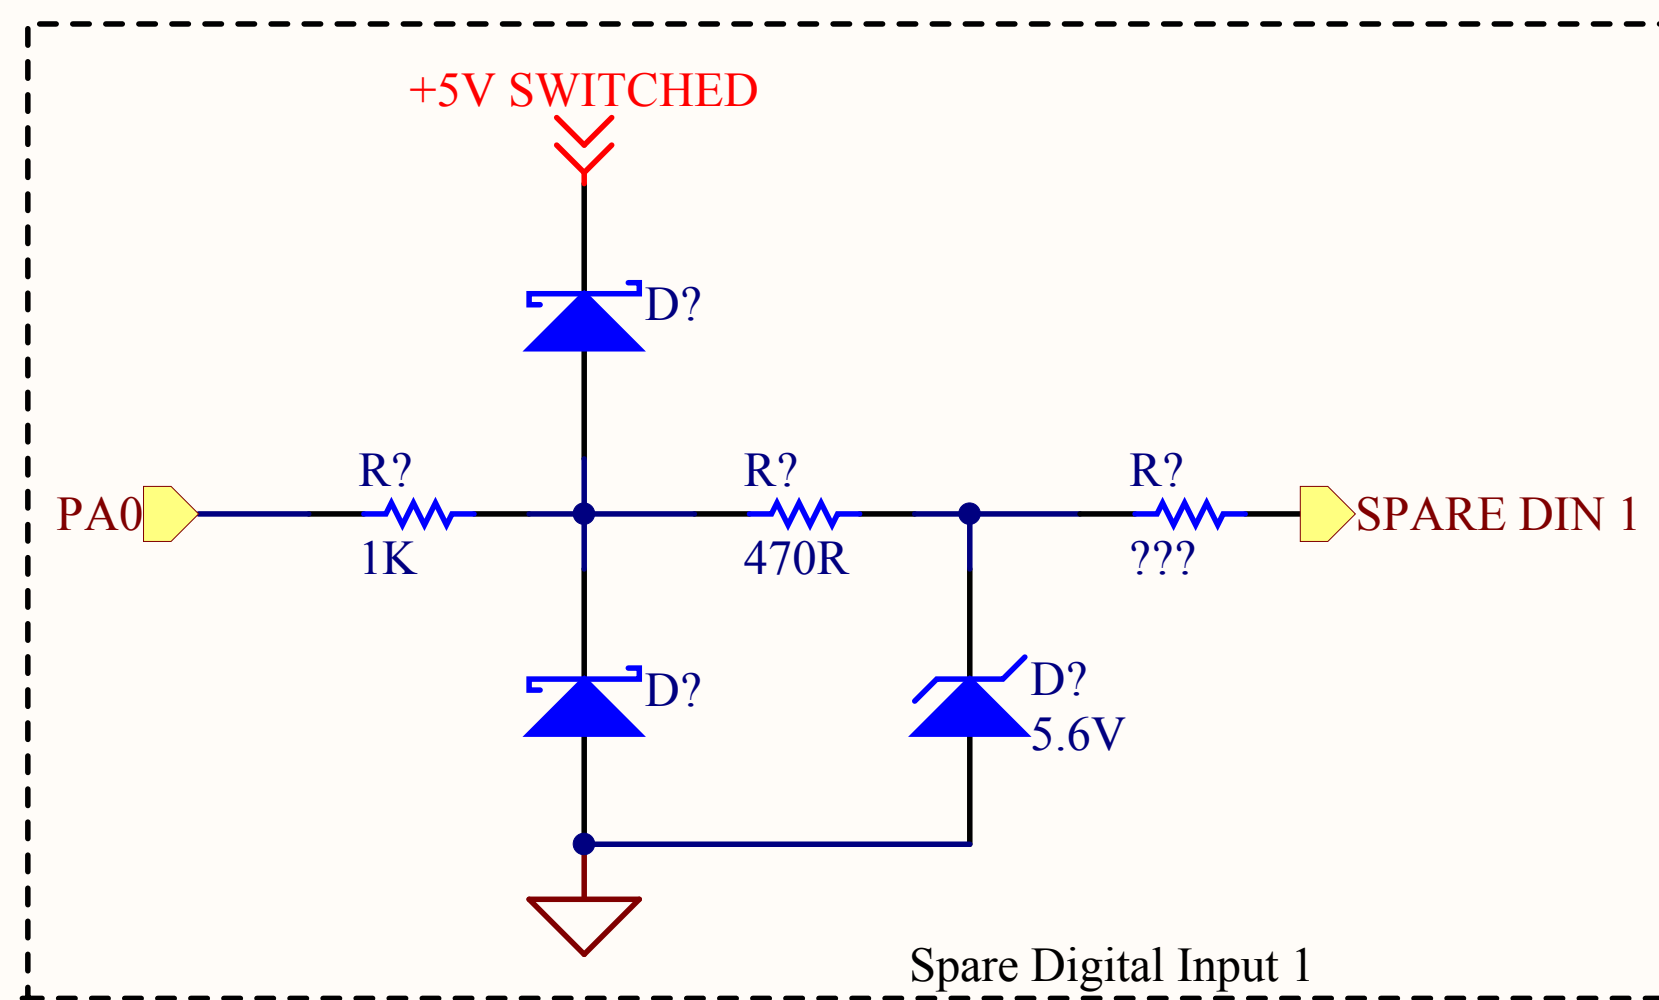 +5V SWITCHED
D?
R?
R?
R?
PA0
SPARE DIN 1
1K
470R
???
D?
D?
5.6V
Spare Digital Input 1